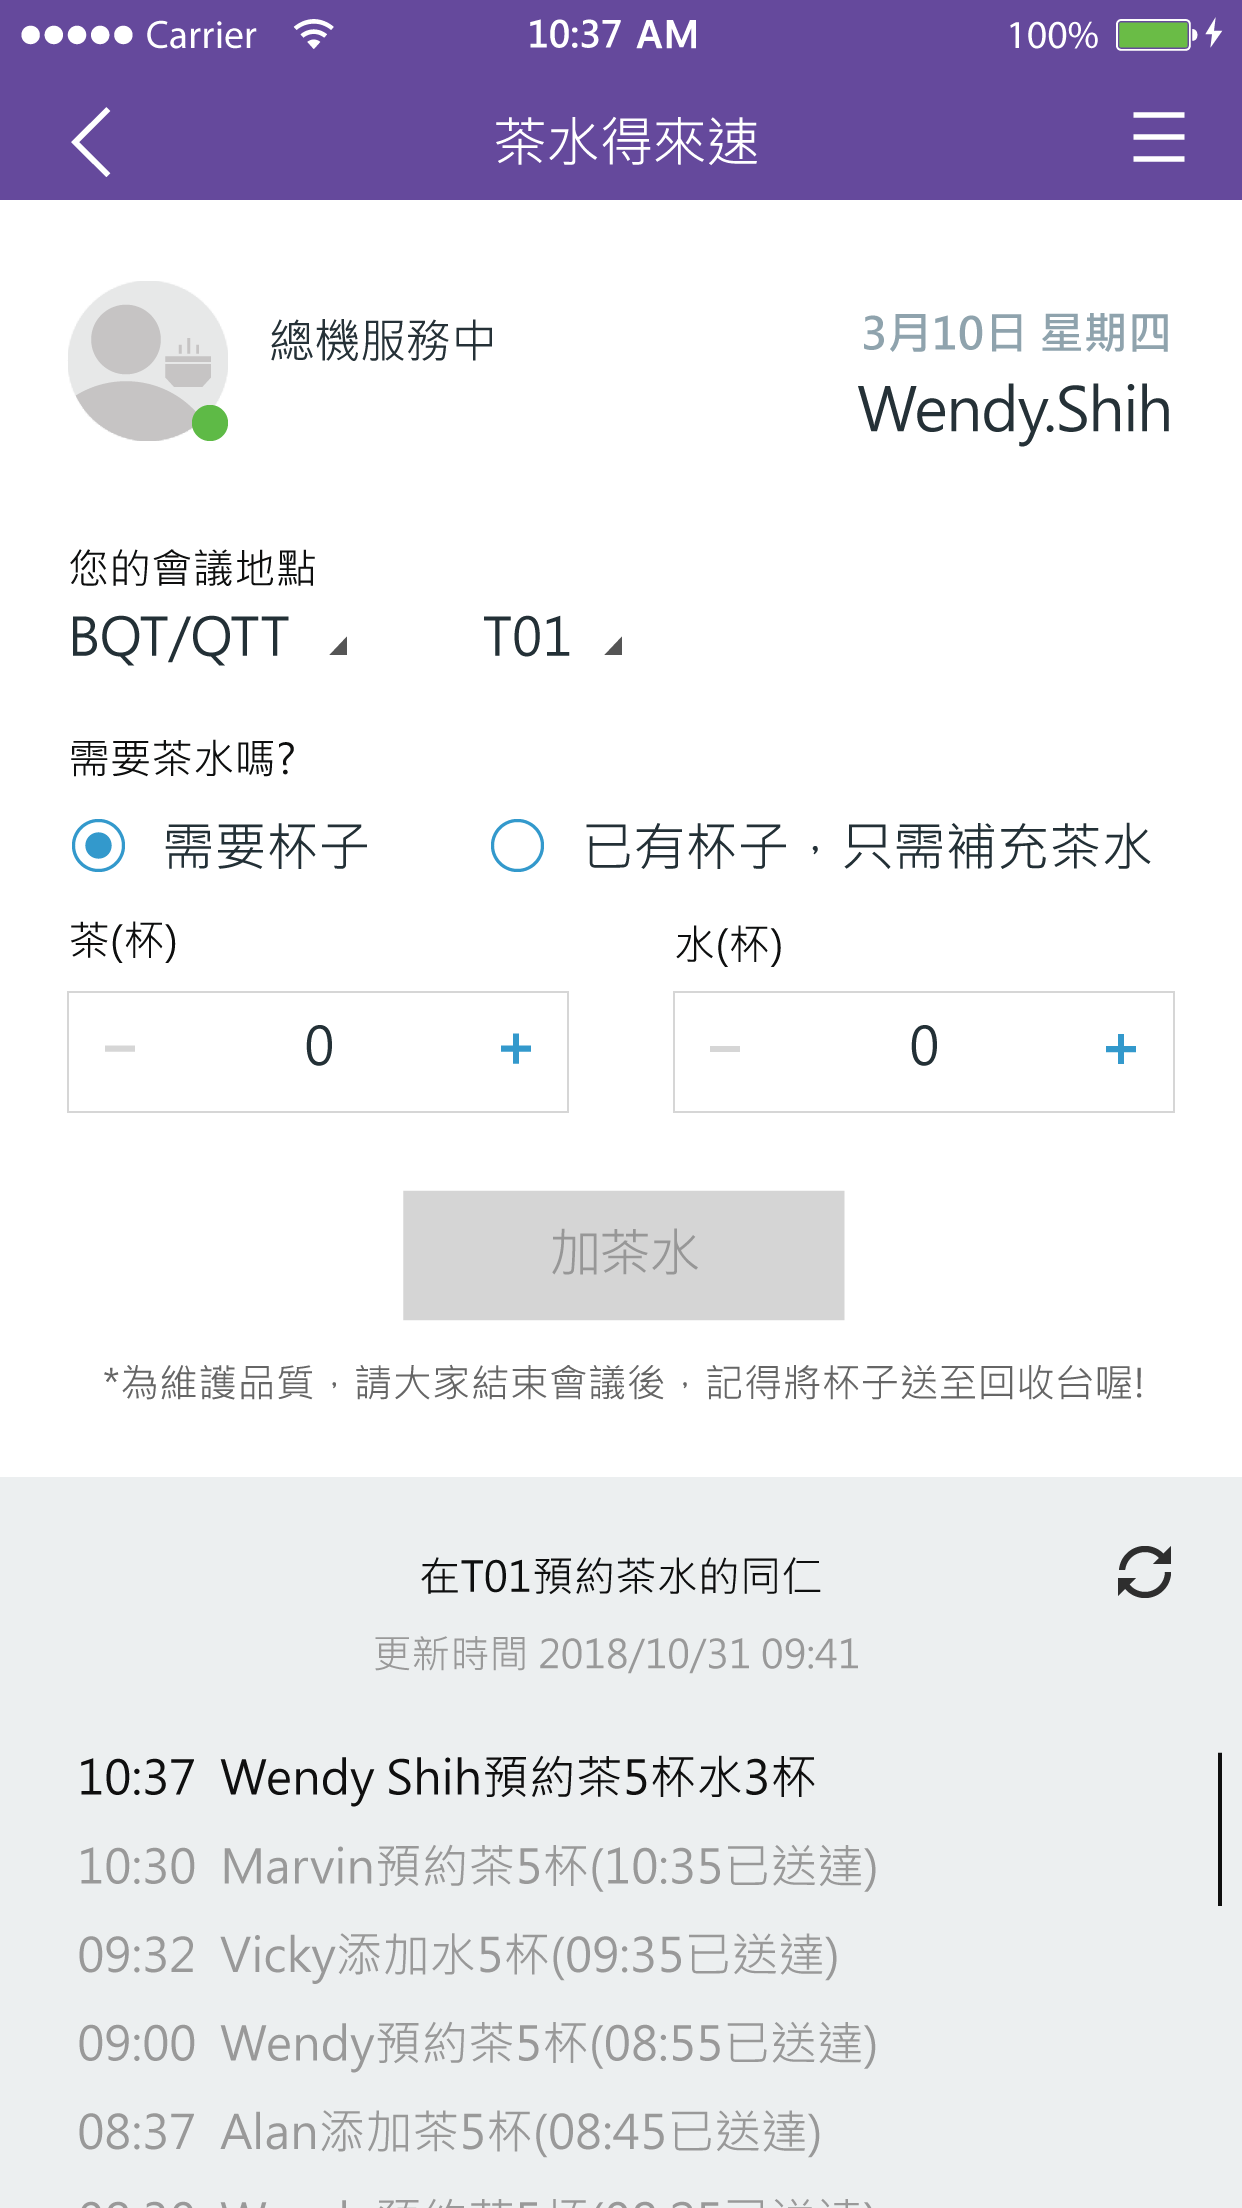 Carrier 10:37 AM 100%
茶水得來速
總機服務中
3月10日 星期四
Wendy.Shih
您的會議地點
BQT/QTT T01
需要茶水嗎?
需要杯子 已有杯子，只需補充茶水
茶(杯) 水(杯)
0 0
加茶水
*為維護品質，請大家結束會議後，記得將杯子送至回收台喔!
在T01預約茶水的同仁
更新時間 2018/10/31 09:41
10:37 Wendy Shih預約茶5杯水3杯
10:30 Marvin預約茶5杯(10:35已送達)
09:32 Vicky添加水5杯(09:35已送達)
09:00 Wendy預約茶5杯(08:55已送達)
08:37 Alan添加茶5杯(08:45已送達)